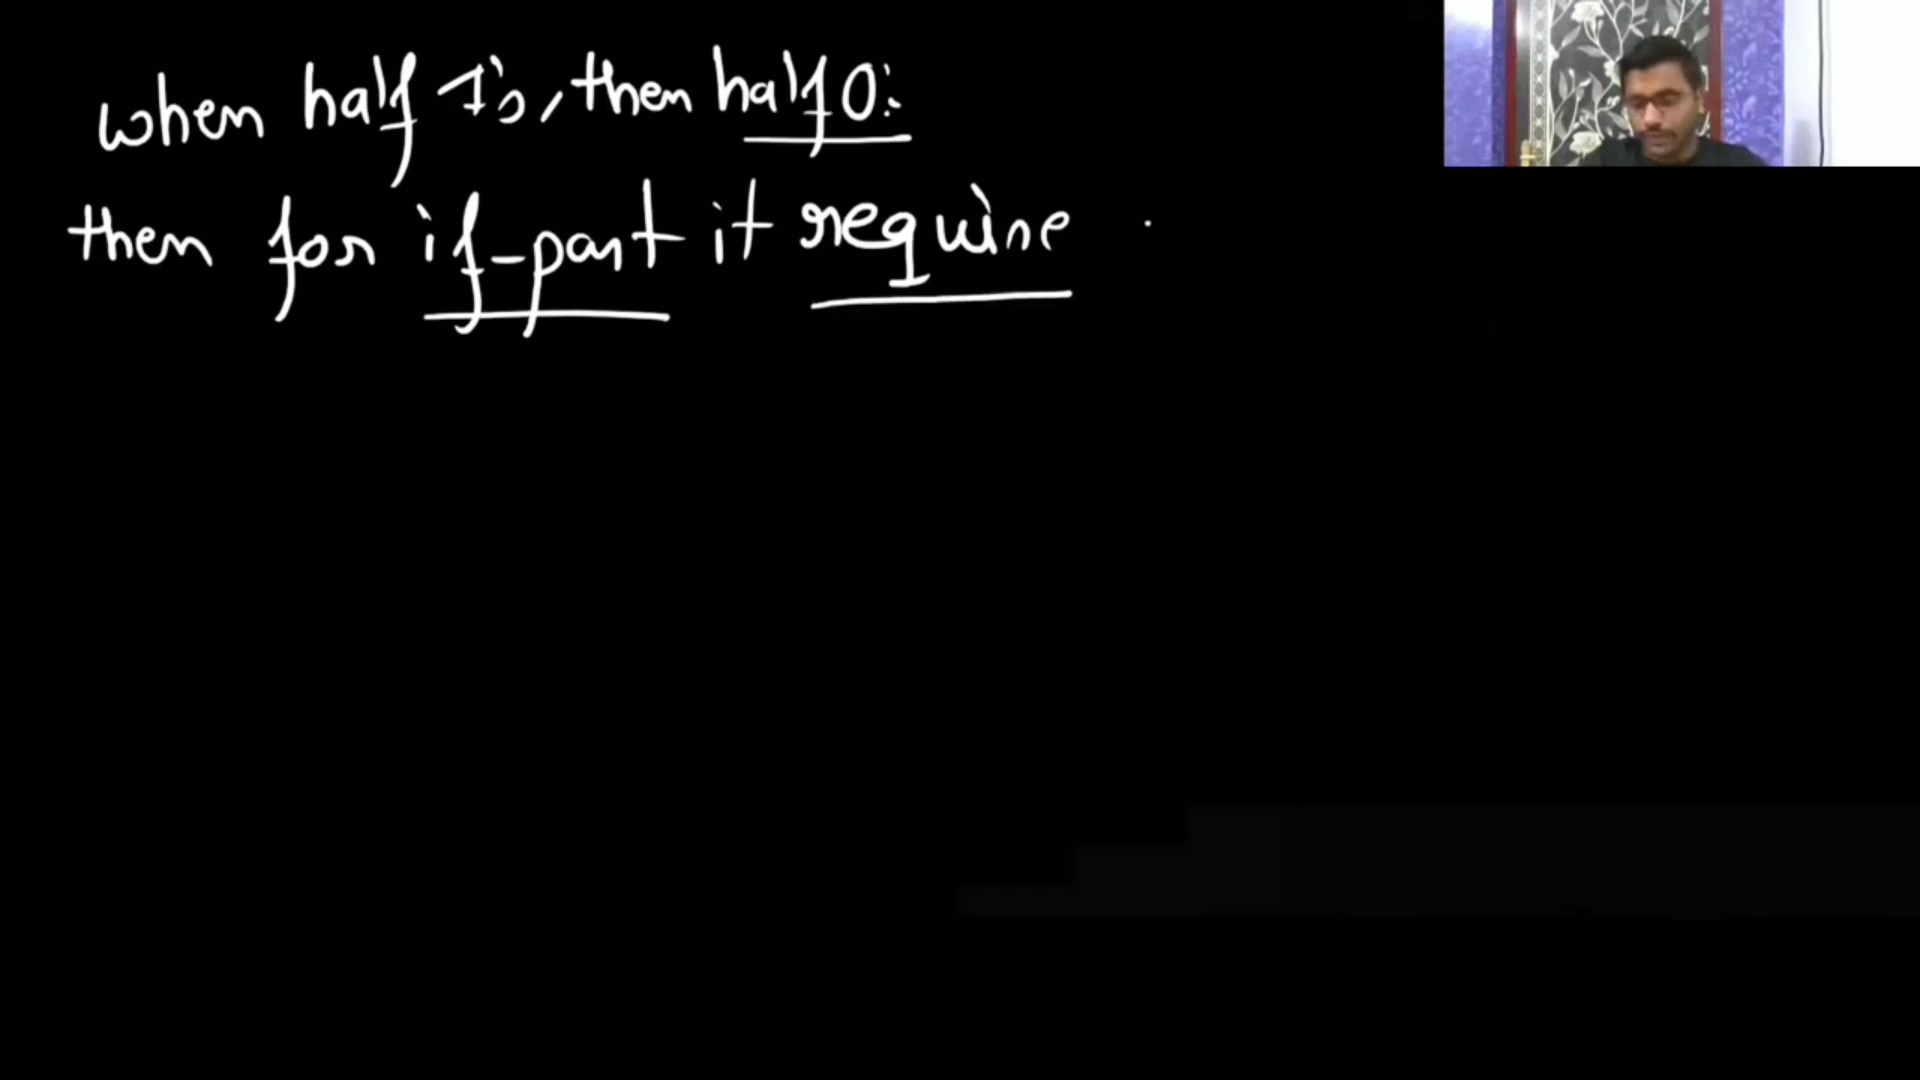 when half 1's, then half 0:
then for if-part it require